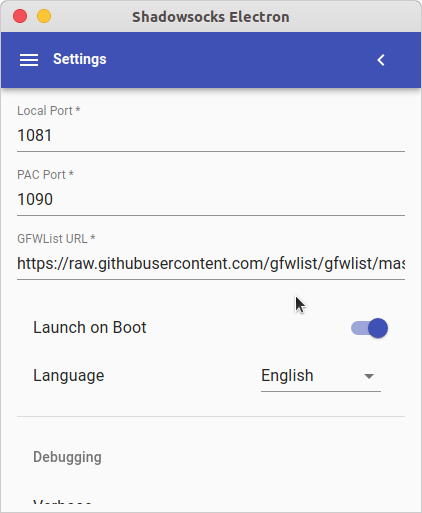 Shadowsocks Electron
Settings
Local Port *
1081
PAC Port *
1090
GFWList URL *
https://raw.githubusercontent.com/gfwlist/gfwlist/mas
Launch on Boot
Language
English
Debugging